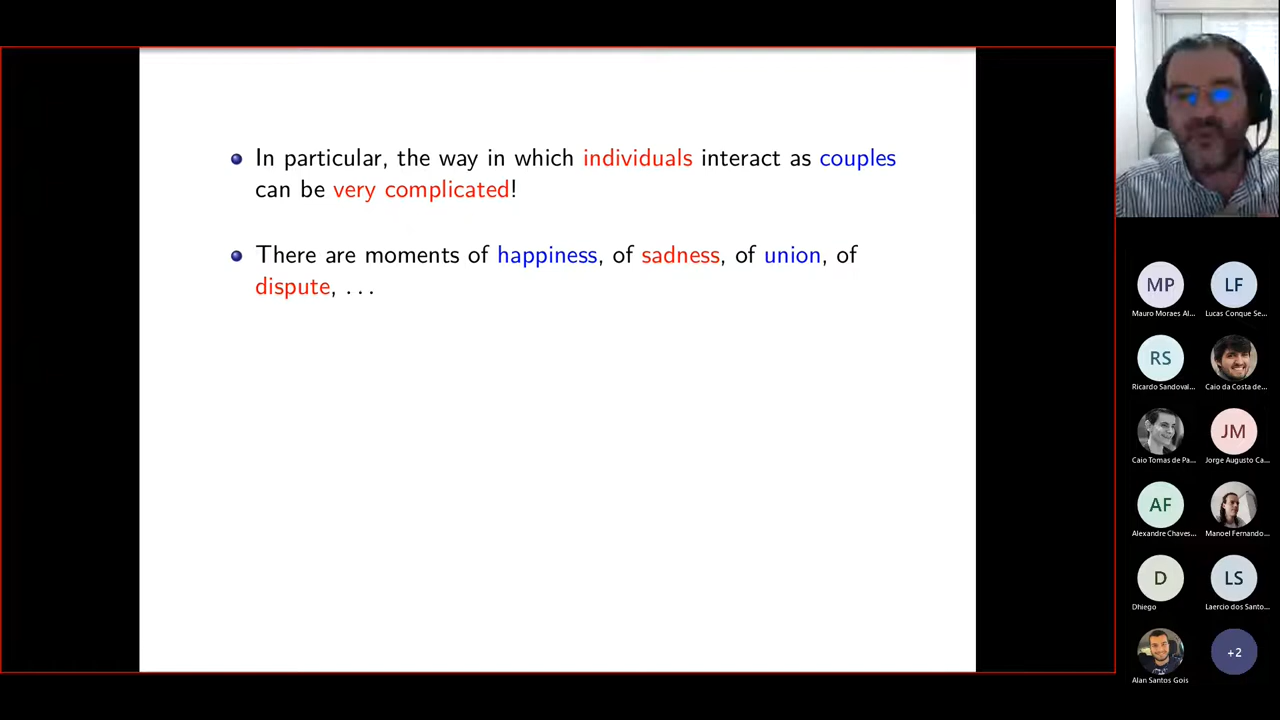 In particular, the way in which individuals interact as couples
can be very complicated!
There are moments of happiness, of sadness, of union, of
dispute, ...
MP
LF
Mauro Moraes Al...
Lucas Conque Se...
RS
Ricardo Sandoval...
Caio da Costa de...
JM
Caio Tomas de Pa...
Jorge Augusto Ca...
AF
Alexandre Chaves...
Manoel Fernando...
D
LS
Dhiego
Laercio dos Santo...
+2
Alan Santos Gois